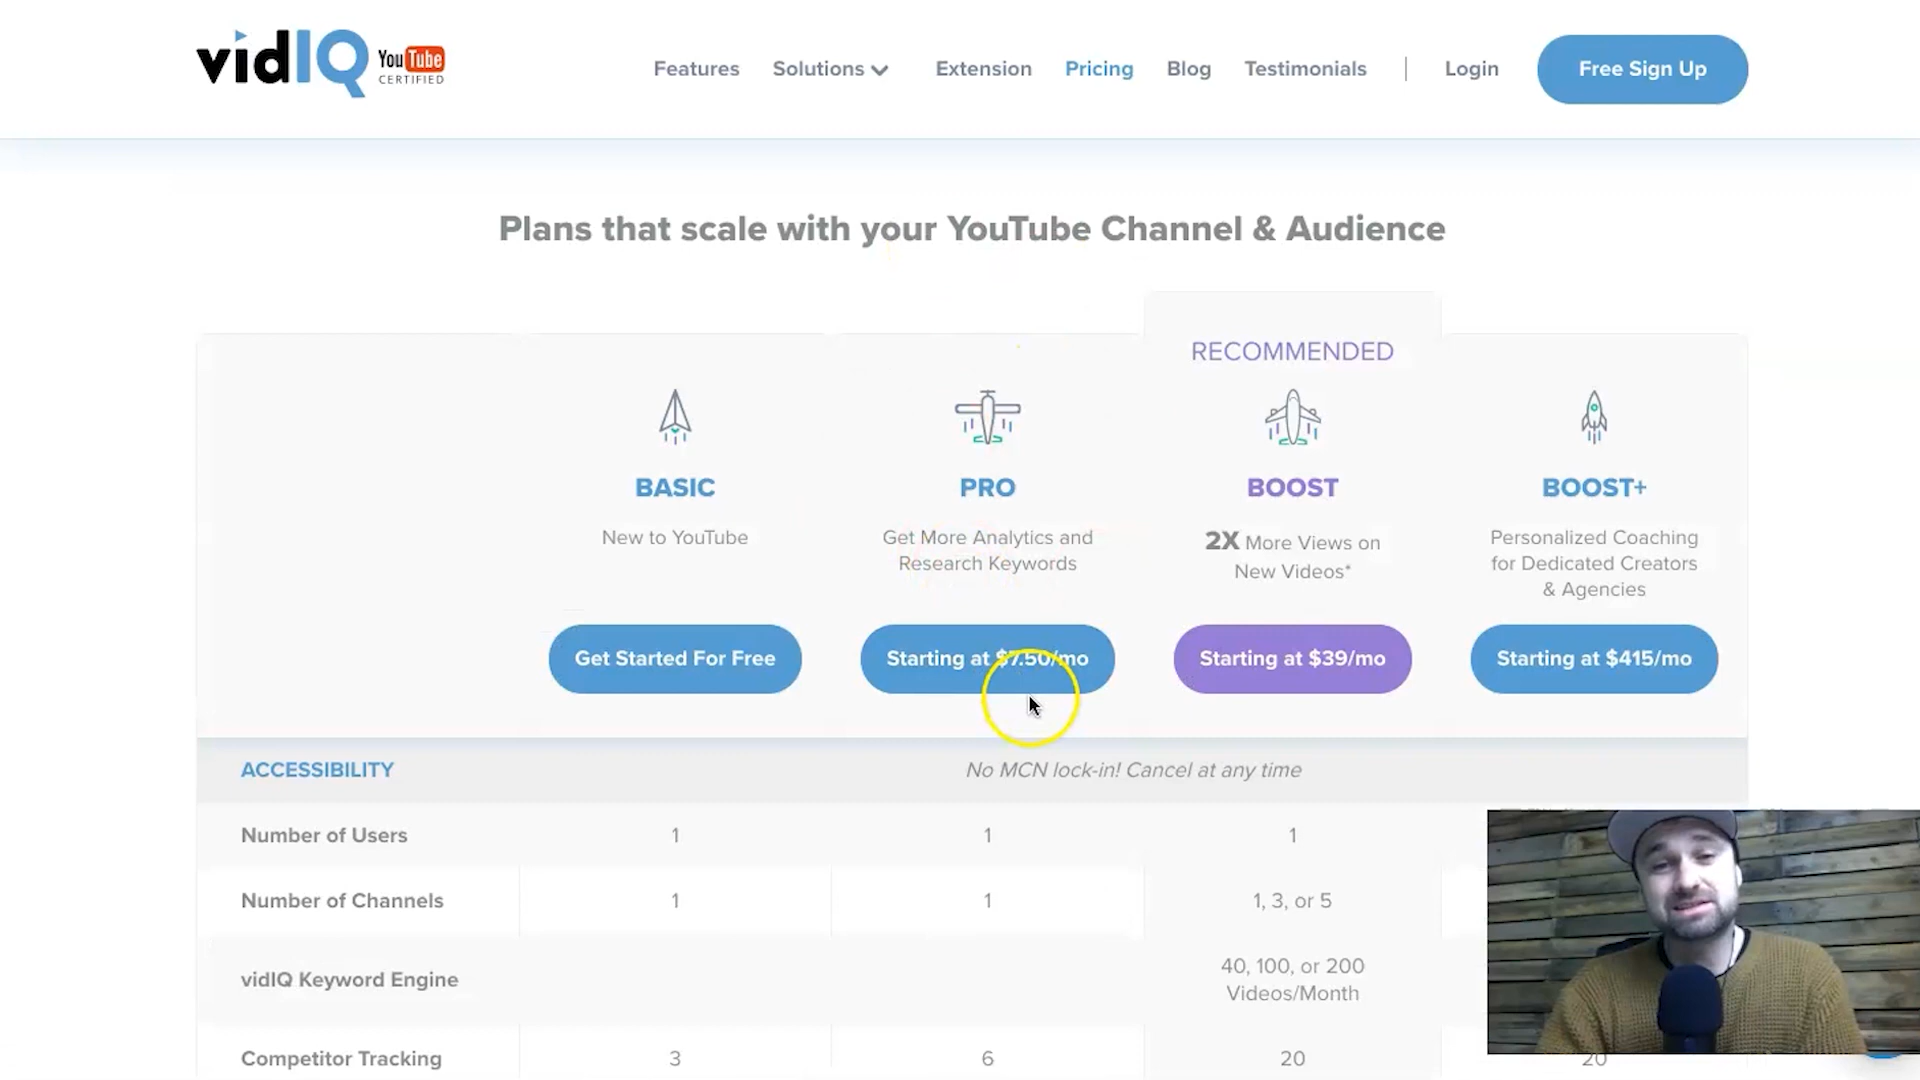 vidIQ YouTube CERTIFIED
Features Solutions Extension Pricing Blog Testimonials | Login Free Sign Up
Plans that scale with your YouTube Channel & Audience
RECOMMENDED
BASIC PRO BOOST BOOST+
New to YouTube
Get More Analytics and
Research Keywords
2X More Views on
New Videos*
Personalized Coaching
for Dedicated Creators
& Agencies
Get Started For Free Starting at $7.50/mo Starting at $39/mo Starting at $415/mo
ACCESSIBILITY No MCN lock-in! Cancel at any time
Number of Users 1 1 1
Number of Channels 1 1 1, 3, or 5
vidIQ Keyword Engine 40, 100, or 200
Videos/Month
Competitor Tracking 3 6 20 20